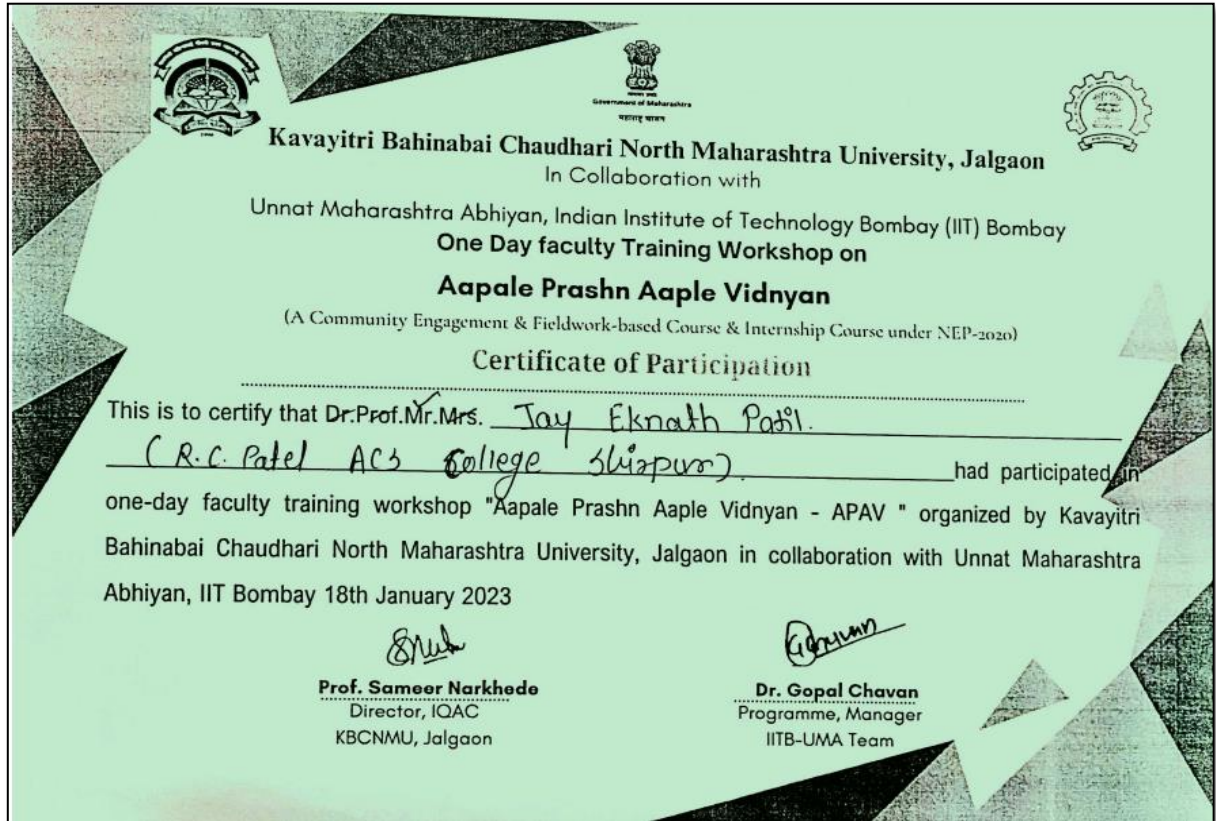 Government of Maharashtra
महाराष्ट्र शासन
Kavayitri Bahinabai Chaudhari North Maharashtra University, Jalgaon
In Collaboration with
Unnat Maharashtra Abhiyan, Indian Institute of Technology Bombay (IIT) Bombay
One Day faculty Training Workshop on
Aapale Prashn Aaple Vidnyan
(A Community Engagement & Fieldwork-based Course & Internship Course under NEP-2020)
Certificate of Participation
This is to certify that Dr.Prof.Mr.Mrs. Jay Eknath Patil.
(R.C. Patel ACS College Shirpur). had participated in
one-day faculty training workshop "Aapale Prashn Aaple Vidnyan - APAV " organized by Kavayitri
Bahinabai Chaudhari North Maharashtra University, Jalgaon in collaboration with Unnat Maharashtra
Abhiyan, IIT Bombay 18th January 2023
Prof. Sameer Narkhede
Director, IQAC
KBCNMU, Jalgaon
Dr. Gopal Chavan
Programme, Manager
IITB-UMA Team